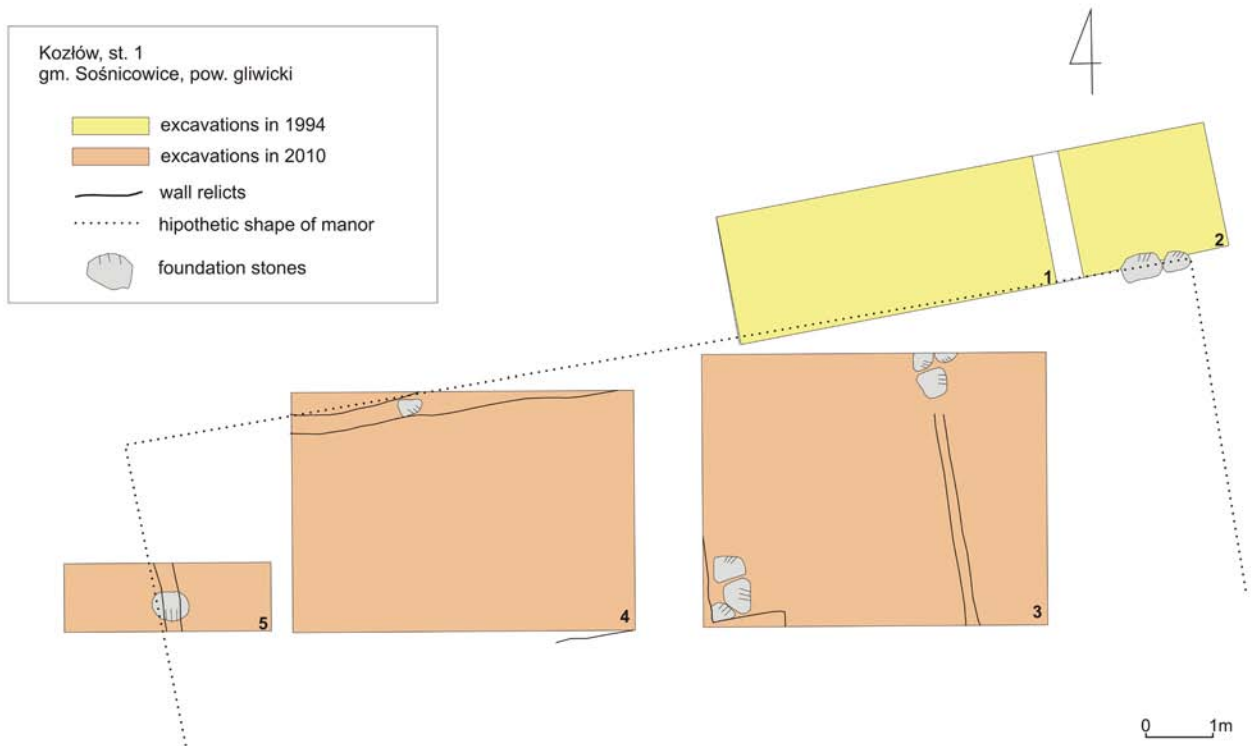 Kozłów, st. 1
gm. Sośnicowice, pow. gliwicki
excavations in 1994
excavations in 2010
wall relicts
hipothetic shape of manor
foundation stones
2
1
3
4
5
0 1m